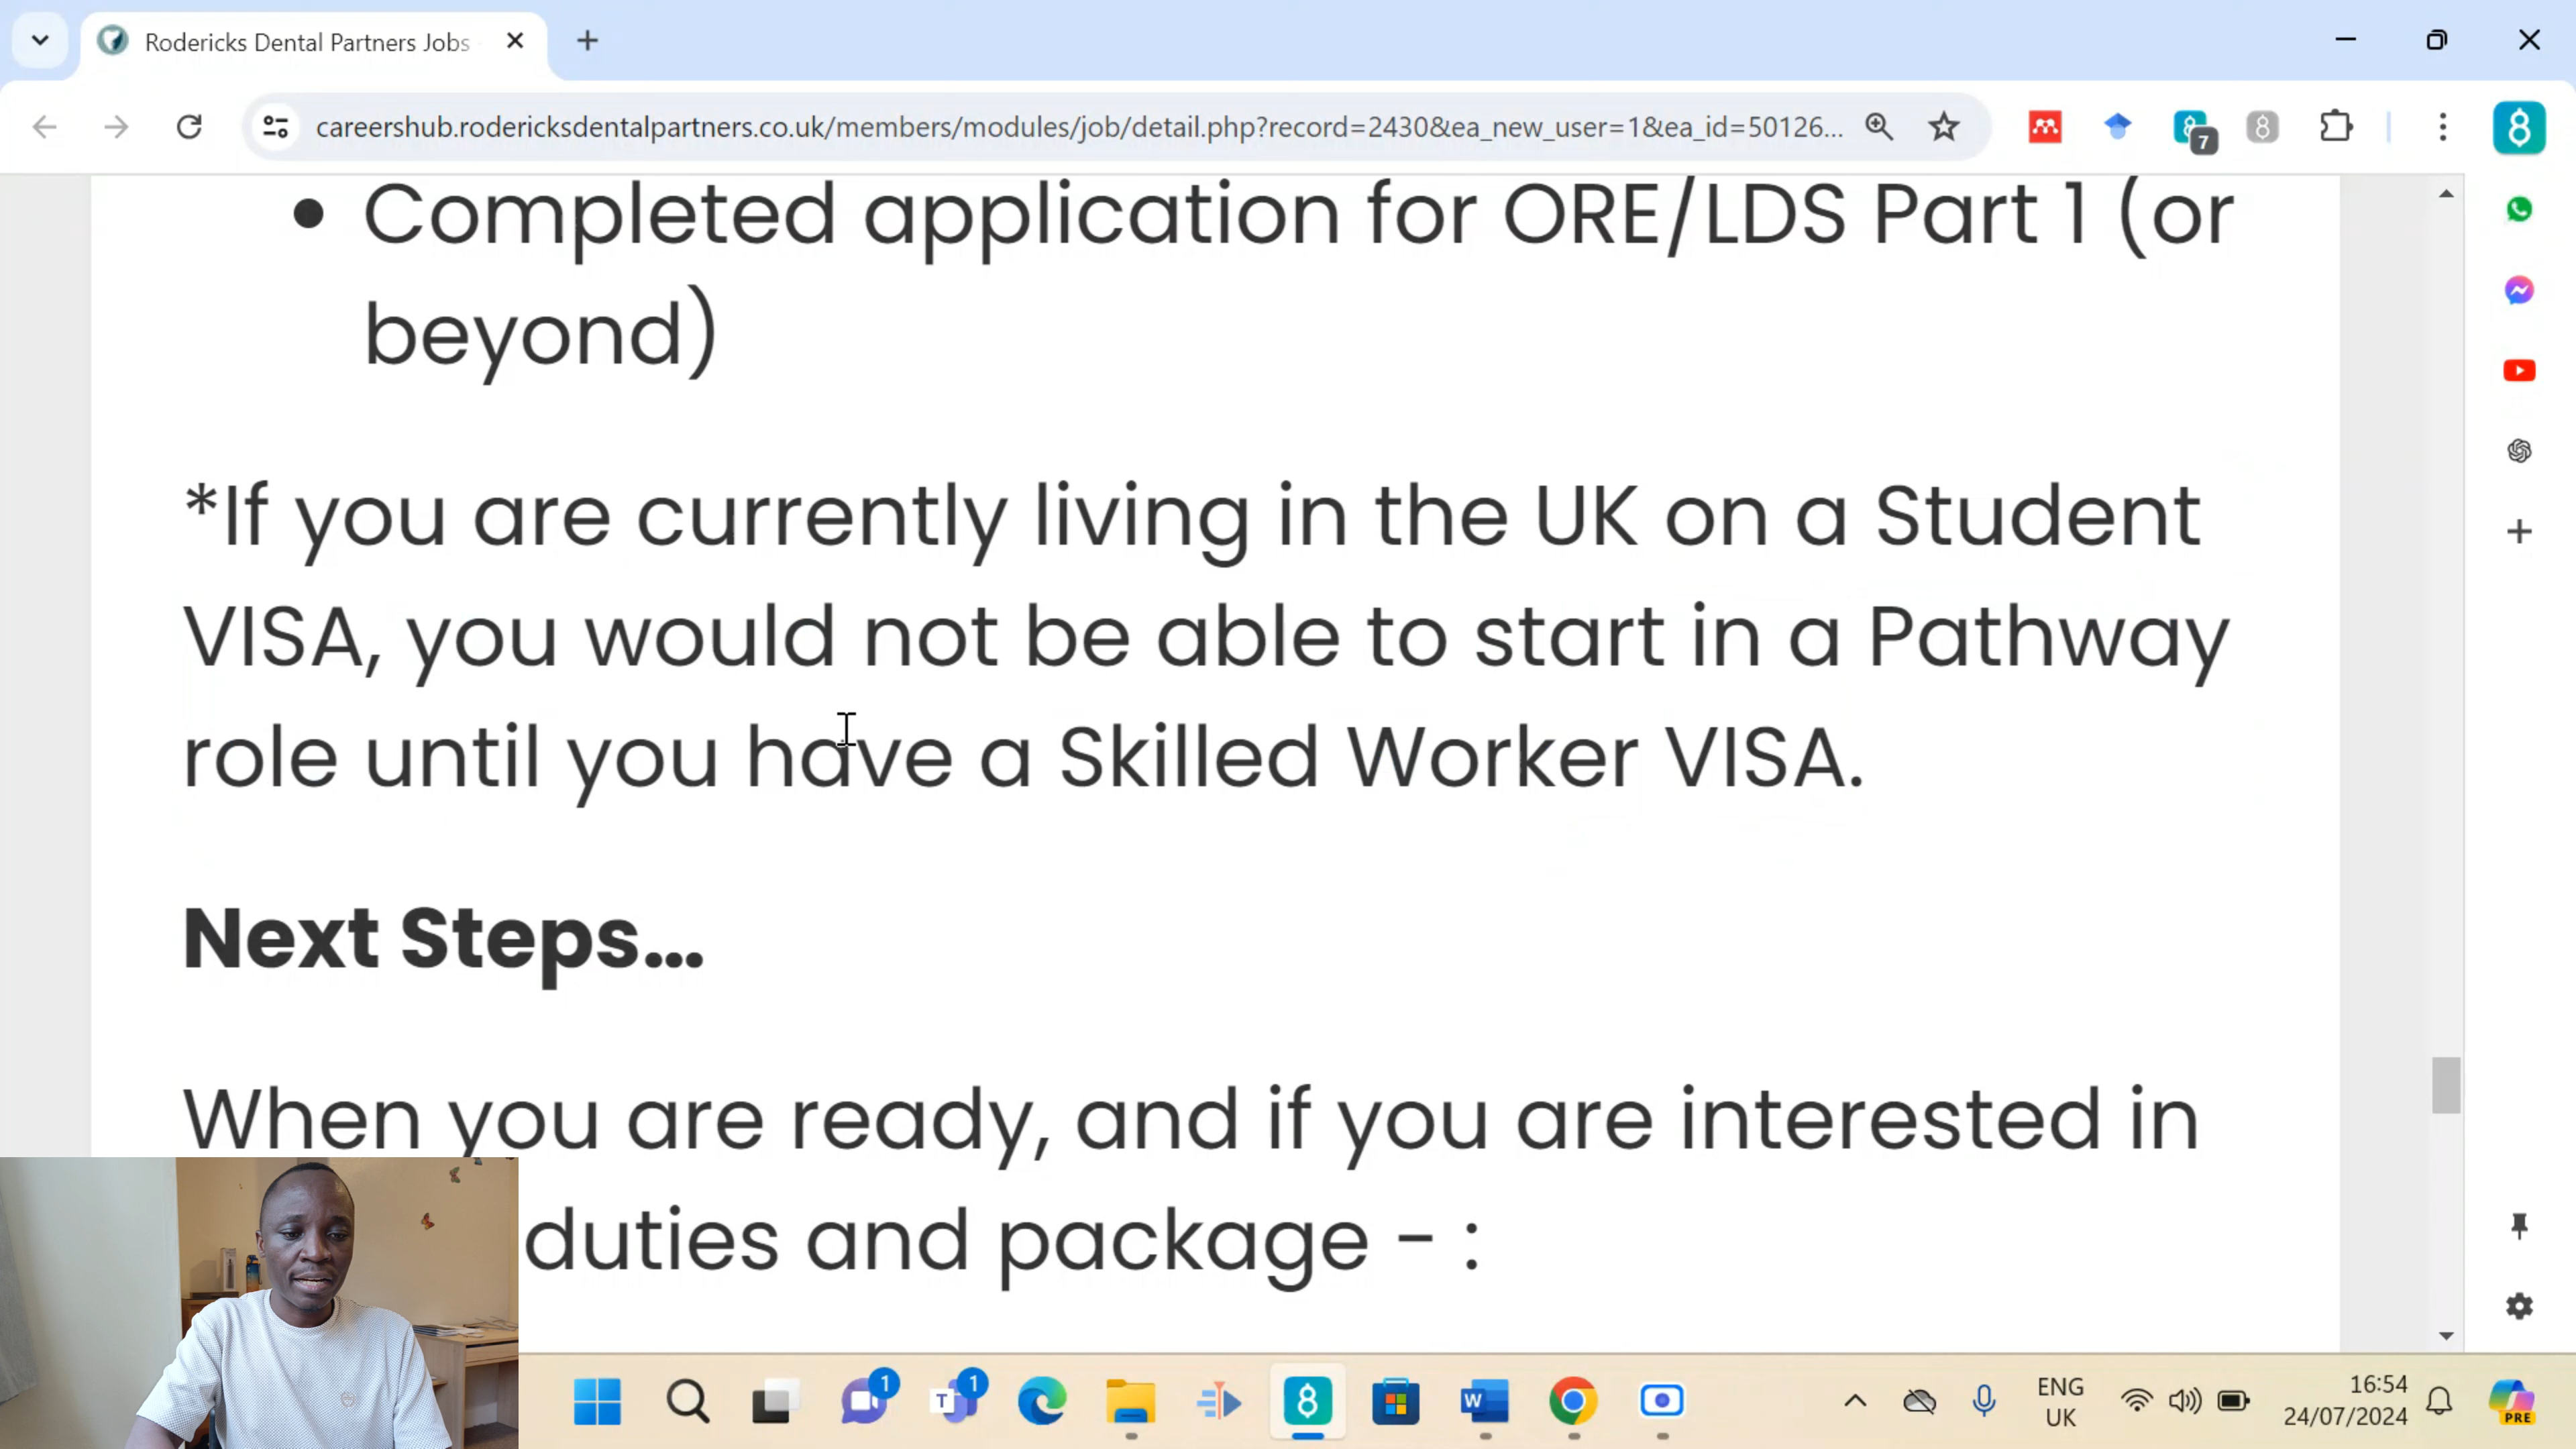 Rodericks Dental Partners Jobs
careershub.rodericksdentalpartners.co.uk/members/modules/job/detail.php?record=2430&ea_new_user=1&ea_id=50126...
7
• Completed application for ORE/LDS Part 1 (or
beyond)
*If you are currently living in the UK on a Student
VISA, you would not be able to start in a Pathway
role until you have a Skilled Worker VISA.
Next Steps...
When you are ready, and if you are interested in
duties and package - :
1
T
1
W
ENG
UK
16:54
24/07/2024
PRE